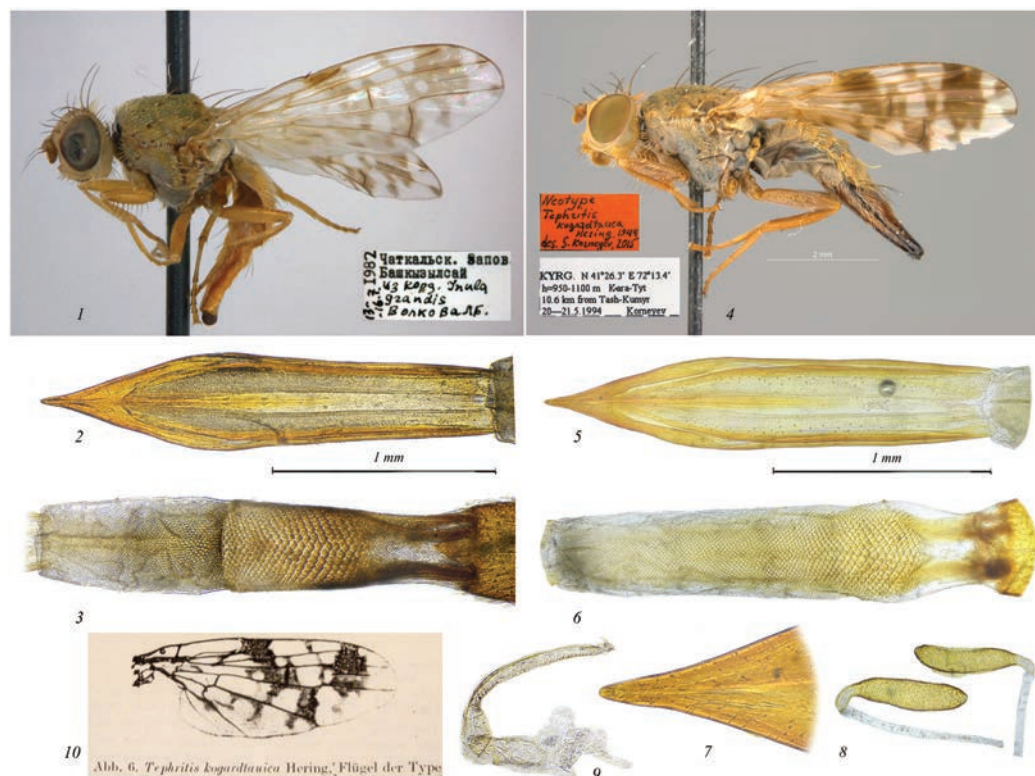 13–16.7.1982
Чаткальск. Запов
Башкызылсай
из корз. Inula
grandis
Волкова Л.Б.
1
Neotype
Tephritis
kogardtauica
Hering 1944
des. S. Korneyev, 2015
2 mm
KYRG. N 41°26.3' E 72°13.4'
h=950-1100 m Kara-Tyt
10.6 km from Tash-Kumyr
20—21.5.1994 Korneyev
4
2
5
1 mm
1 mm
3
6
10
9
7
8
Abb. 6. Tephritis kogardtauica Hering, Flügel der Type